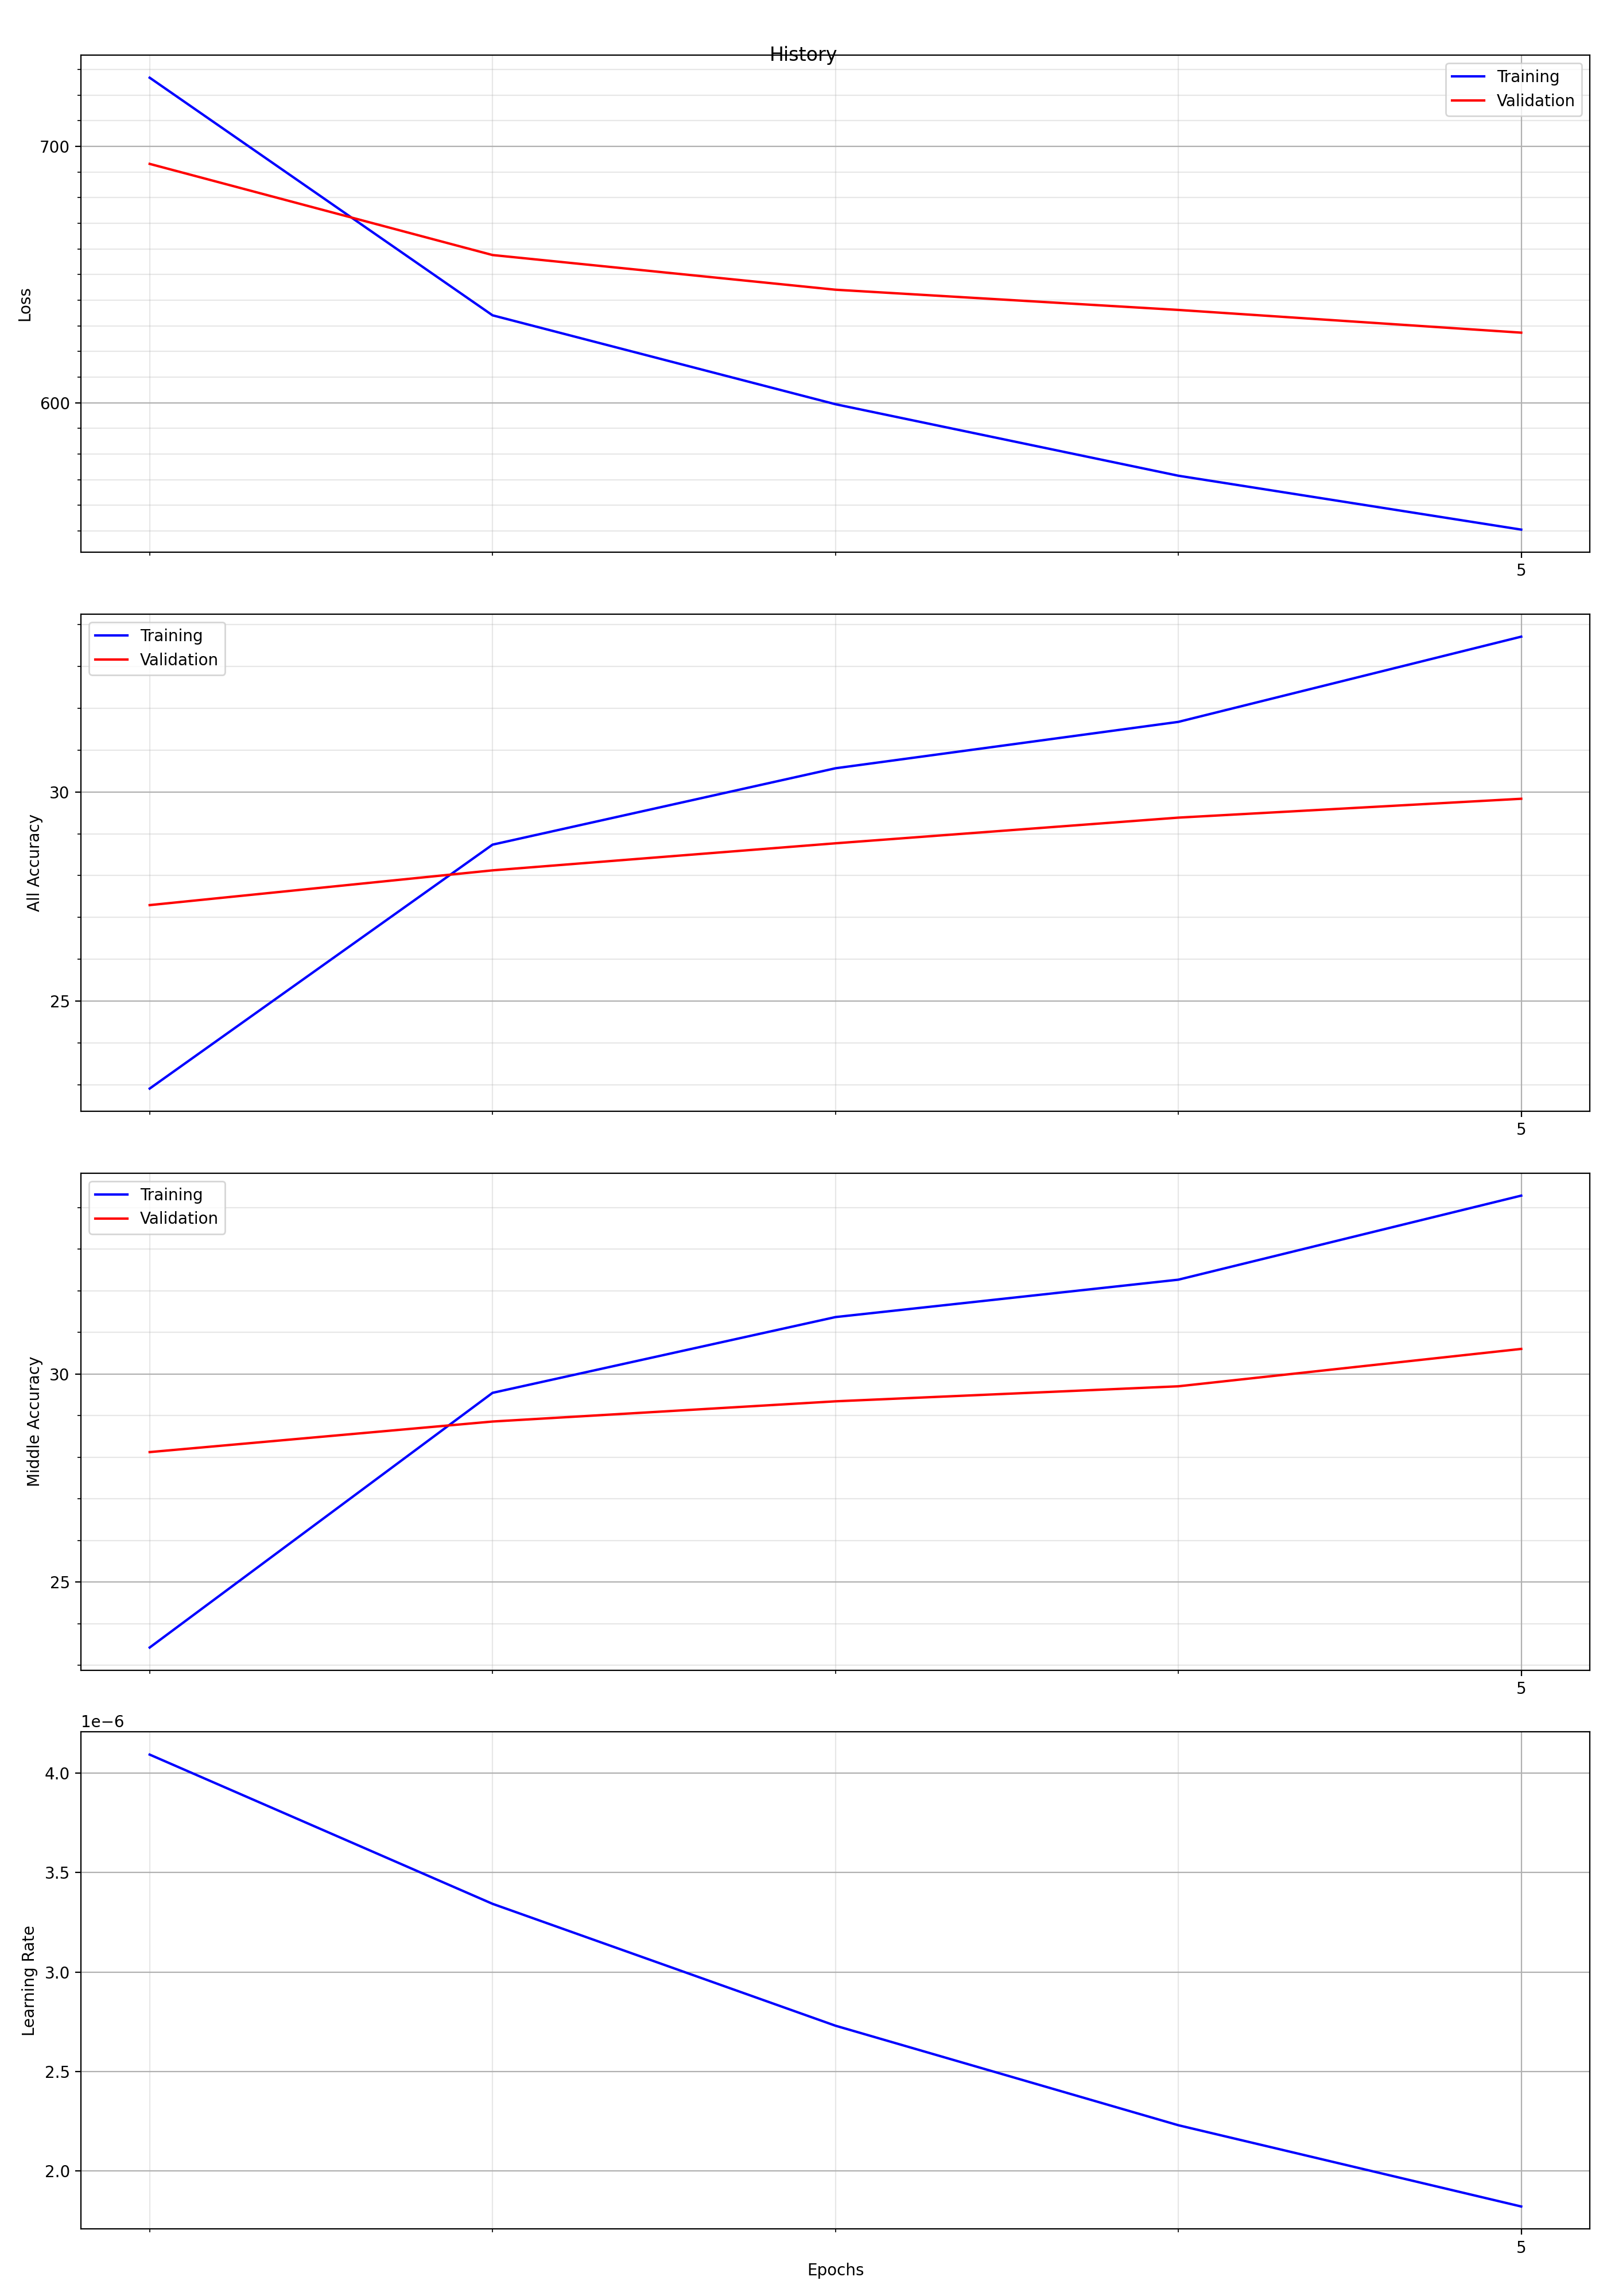 History
Training
Validation
700
600
Loss
5
Training
Validation
30
25
All Accuracy
5
Training
Validation
30
25
Middle Accuracy
5
1e−6
4.0
3.5
3.0
2.5
2.0
Learning Rate
5
Epochs